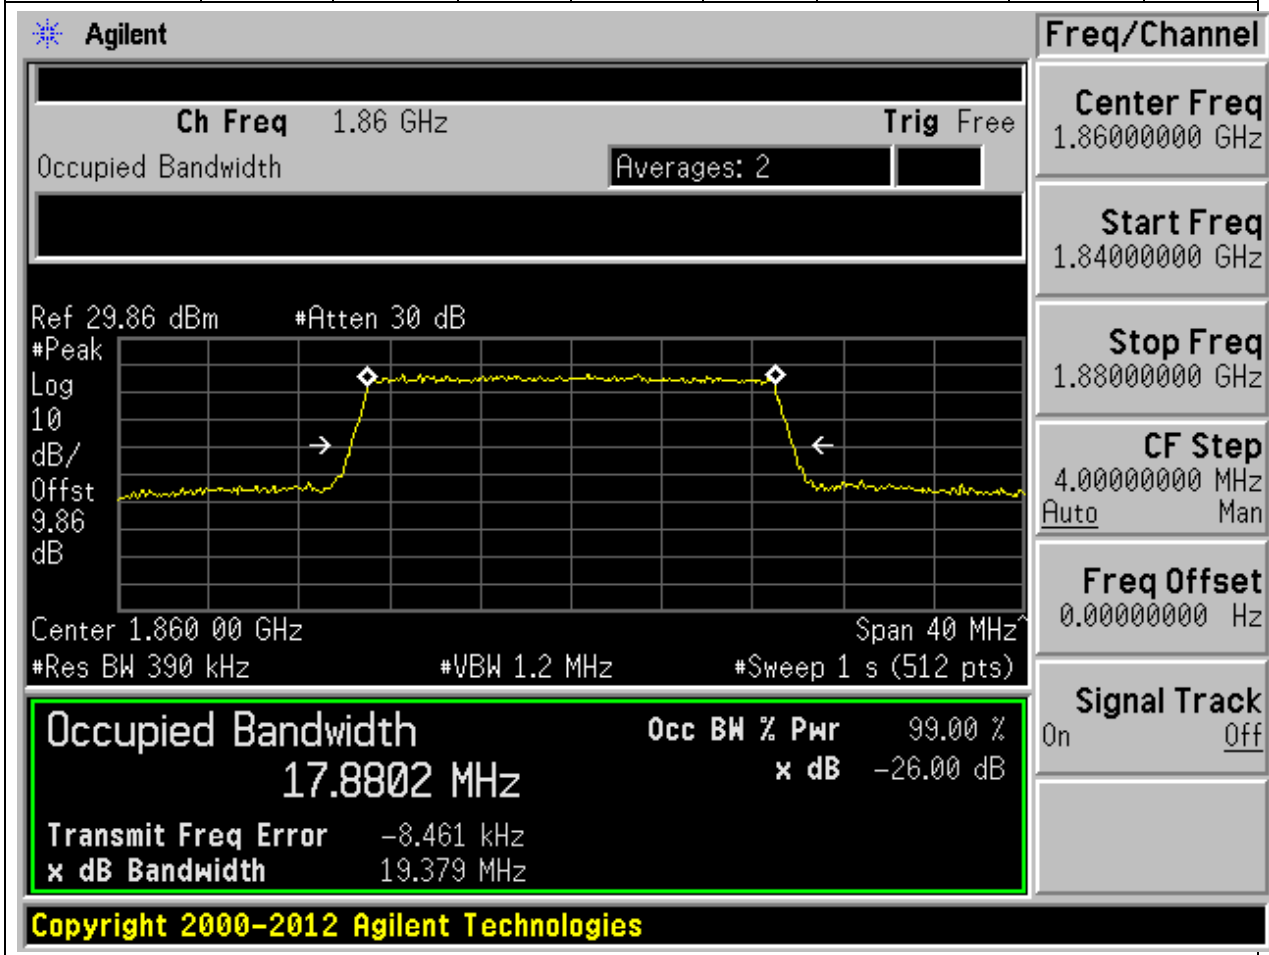 Agilent
Freq/Channel
Ch Freq 1.86 GHz Trig Free
Occupied Bandwidth Averages: 2
Center Freq
1.86000000 GHz
Start Freq
1.84000000 GHz
Stop Freq
1.88000000 GHz
CF Step
4.00000000 MHz
Auto Man
Freq Offset
0.00000000 Hz
Signal Track
On Off
Ref 29.86 dBm #Atten 30 dB
#Peak
Log
10
dB/
Offst
9.86
dB
Center 1.860 00 GHz Span 40 MHz^
#Res BW 390 kHz #VBW 1.2 MHz #Sweep 1 s (512 pts)
Occupied Bandwidth Occ BW % Pwr 99.00 %
17.8802 MHz x dB -26.00 dB
Transmit Freq Error -8.461 kHz
x dB Bandwidth 19.379 MHz
Copyright 2000-2012 Agilent Technologies